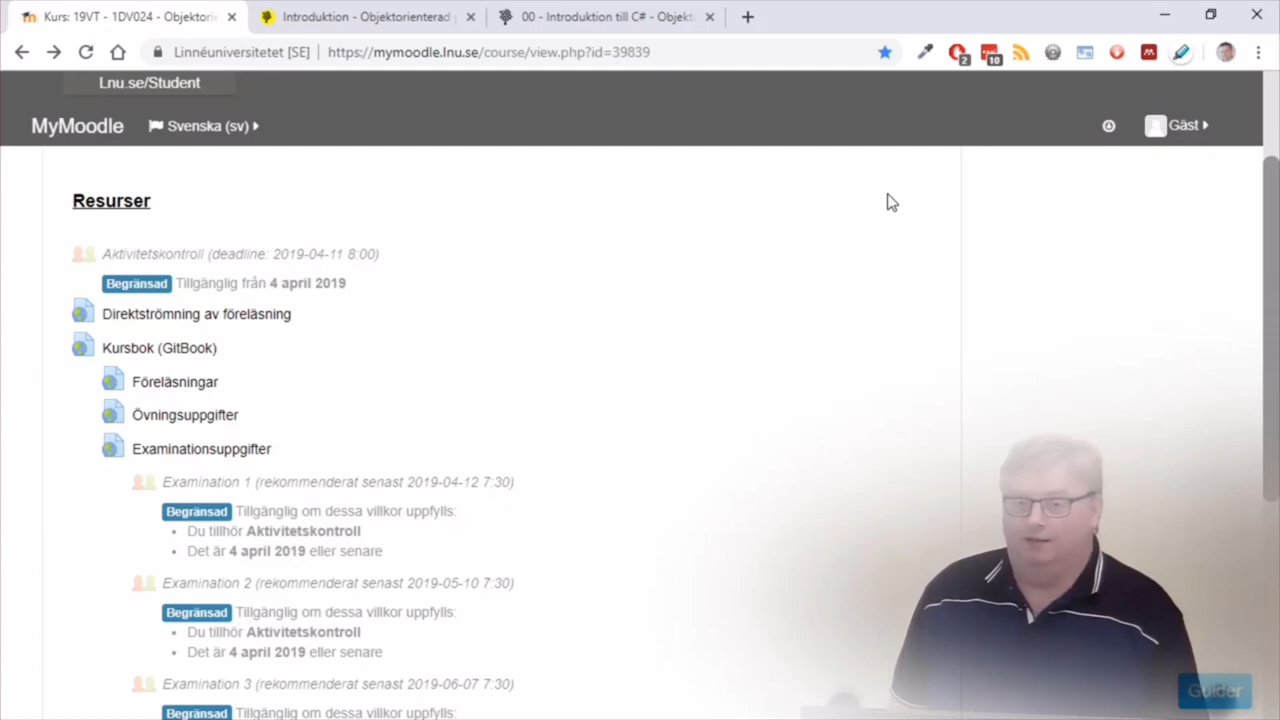 Kurs: 19VT - 1DV024 - Objektorie
Introduktion - Objektorienterad
00 - Introduktion till C# - Objekt
Linnéuniversitetet [SE] | https://mymoodle.lnu.se/course/view.php?id=39839
2
10
Lnu.se/Student
MyMoodle
Svenska (sv)
Gäst
Resurser
Aktivitetskontroll (deadline: 2019-04-11 8:00)
Begränsad Tillgänglig från 4 april 2019
Direktströmning av föreläsning
Kursbok (GitBook)
Föreläsningar
Övningsuppgifter
Examinationsuppgifter
Examination 1 (rekommenderat senast 2019-04-12 7:30)
Begränsad Tillgänglig om dessa villkor uppfylls:
• Du tillhör Aktivitetskontroll
• Det är 4 april 2019 eller senare
Examination 2 (rekommenderat senast 2019-05-10 7:30)
Begränsad Tillgänglig om dessa villkor uppfylls:
• Du tillhör Aktivitetskontroll
• Det är 4 april 2019 eller senare
Examination 3 (rekommenderat senast 2019-06-07 7:30)
Begränsad Tillgänglig om dessa villkor uppfylls:
Guider